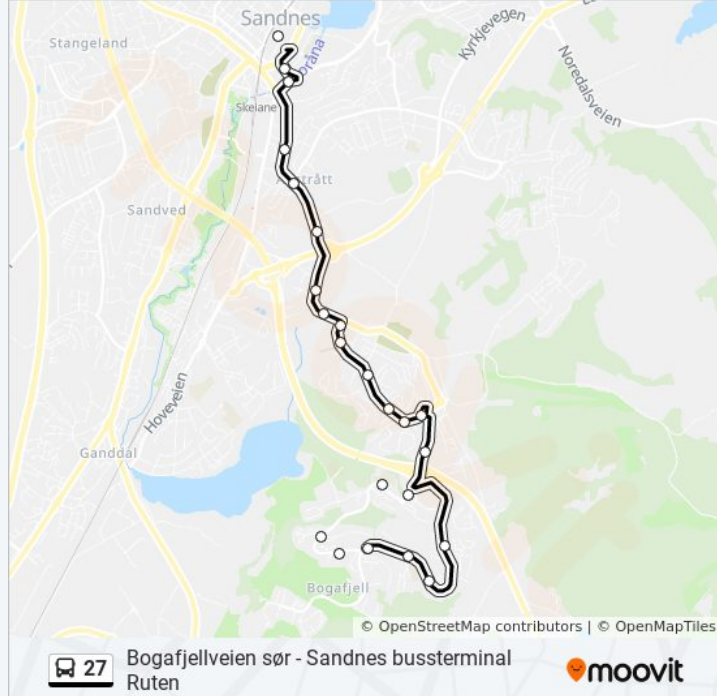 Sandnes
Stangeland
Kyrkjevegen
Noredalsveien
Skeiane
Sandved
Hoveveien
Ganddal
Bogafjell
© OpenStreetMap contributors | © OpenMapTiles
27
Bogafjellveien sør - Sandnes bussterminal
Ruten
moovit